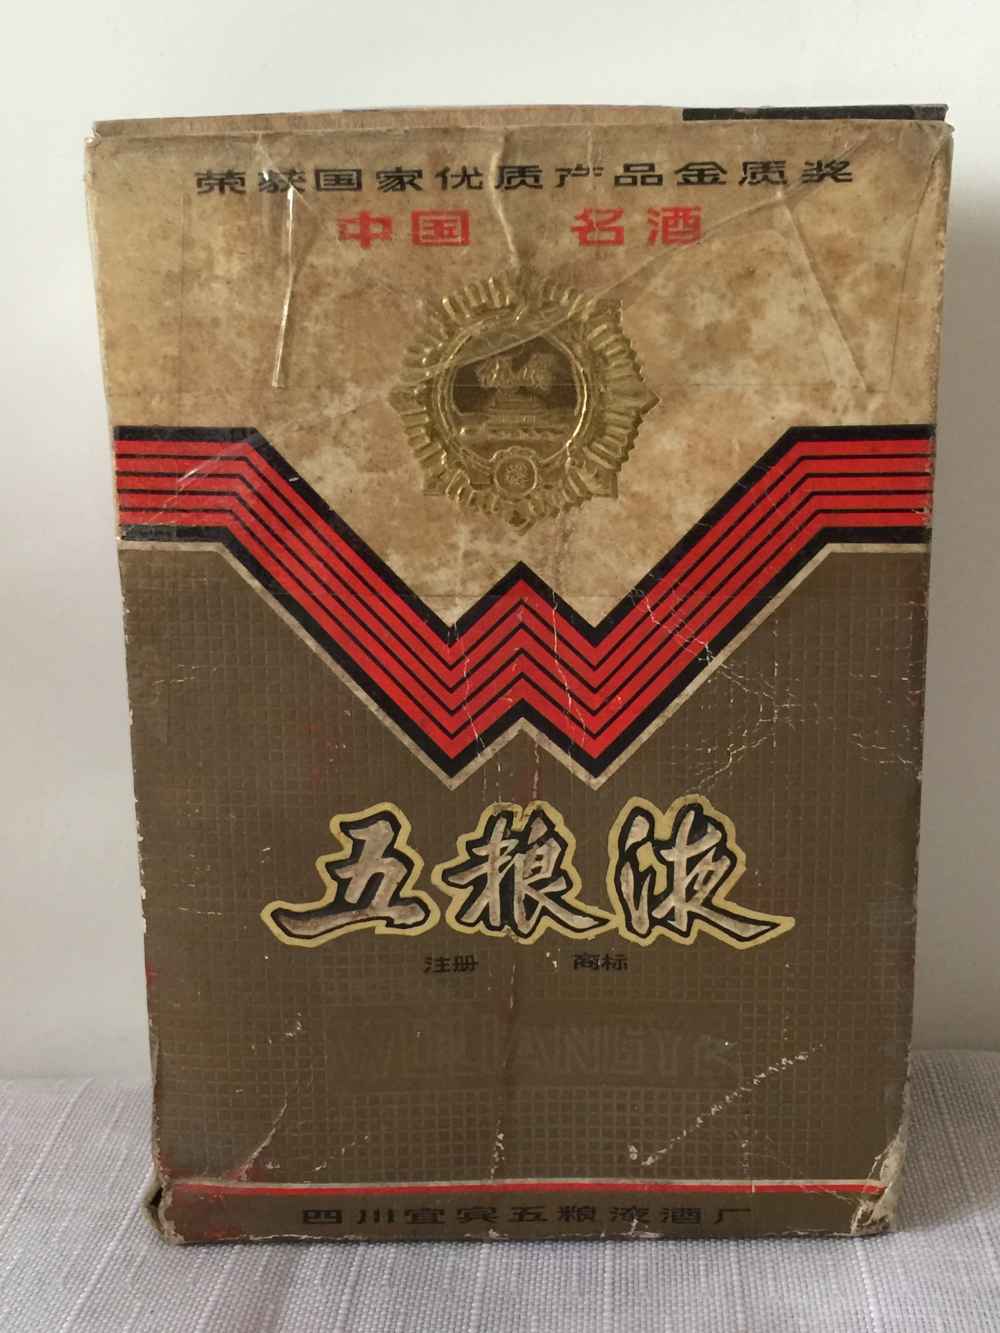 荣获国家优质产品金质奖
中国 名酒
五粮液
注册 商标
四川宜宾五粮液酒厂